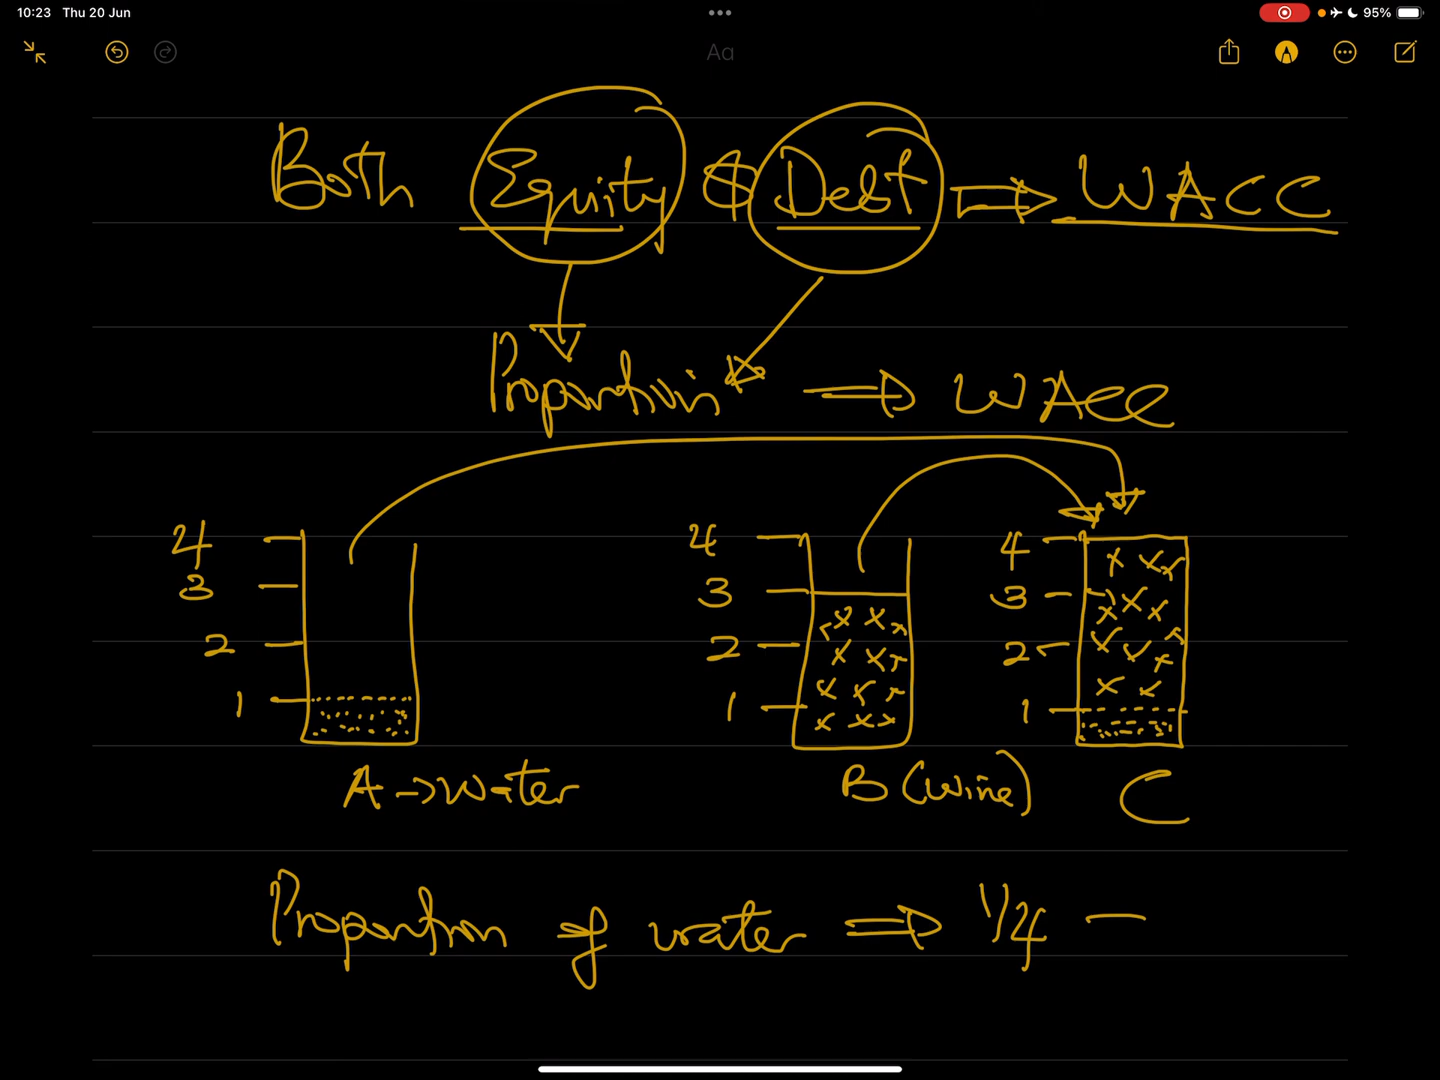 10:23 Thu 20 Jun 95%
Aa
Both Equity & Debt ⇒ WACC
Proportion ⇒ WACC
4 4 4
3 3 3
2 2 2
1 1 1
A → water B (Wine) C
Proportion of water ⇒ 1/4 —